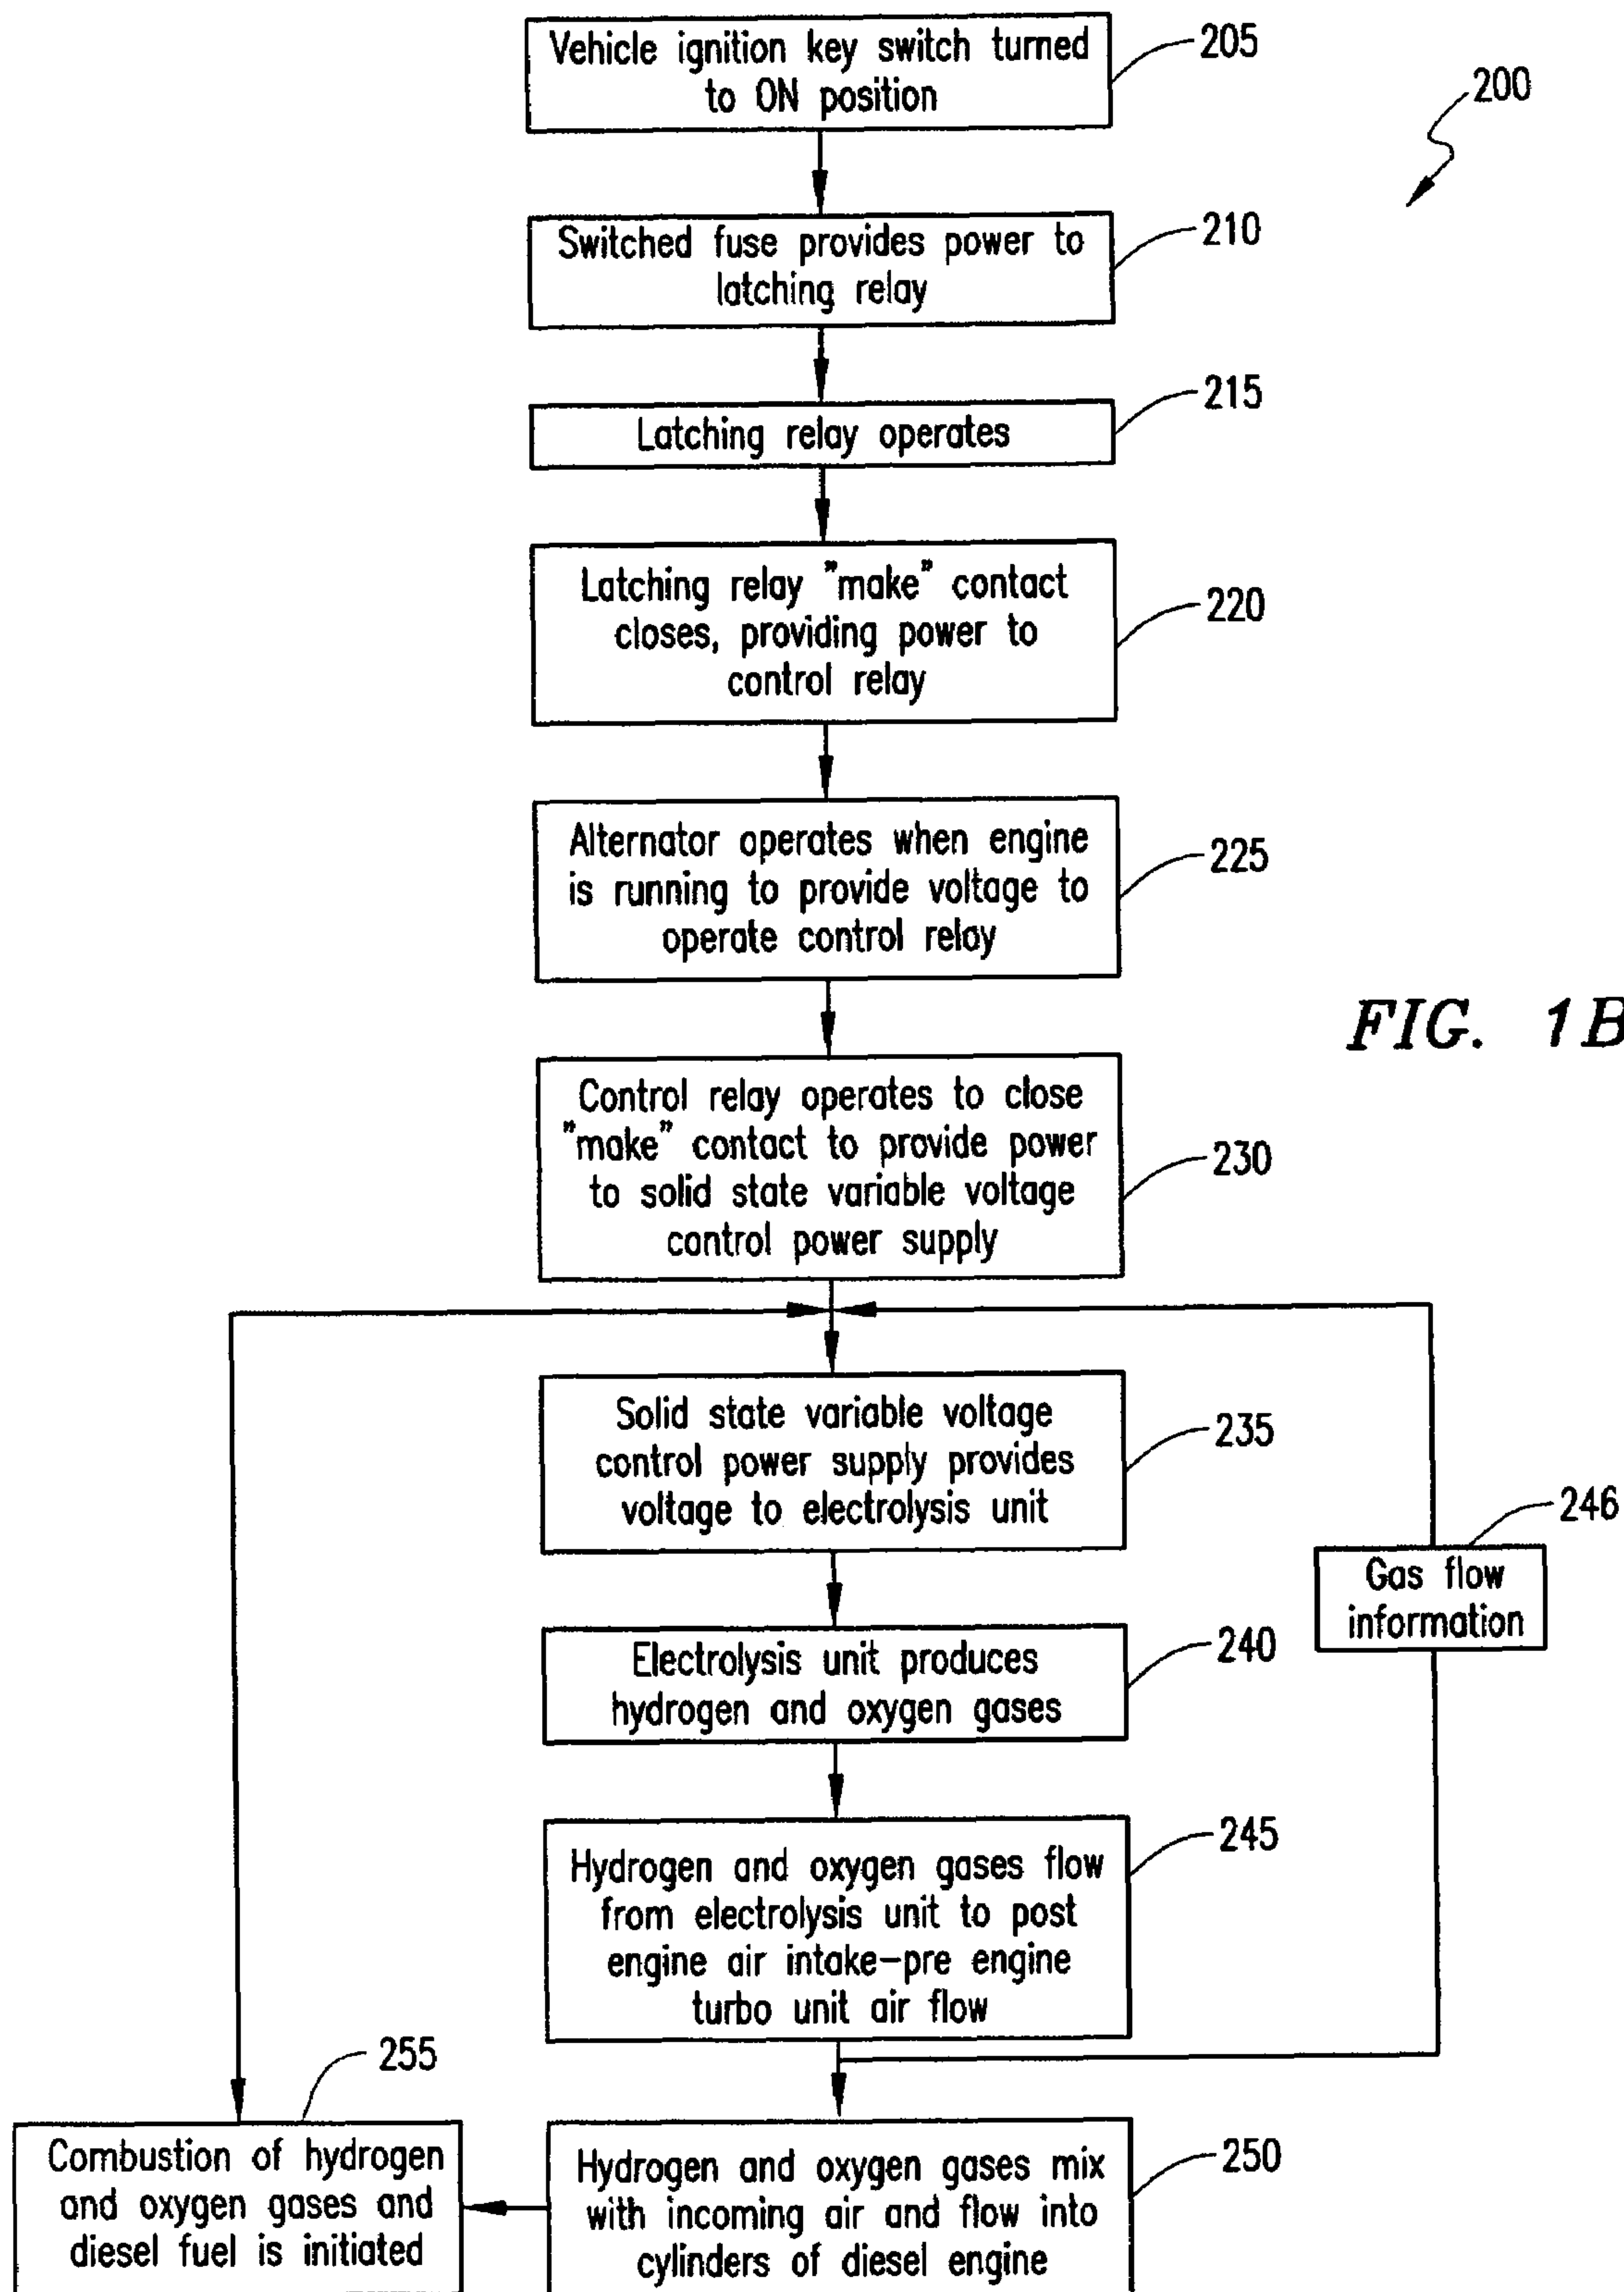 Vehicle ignition key switch turned
to ON position
205
200
Switched fuse provides power to
latching relay
210
Latching relay operates
215
Latching relay "make" contact
closes, providing power to
control relay
220
Alternator operates when engine
is running to provide voltage to
operate control relay
225
FIG. 1B
Control relay operates to close
"make" contact to provide power
to solid state variable voltage
control power supply
230
Solid state variable voltage
control power supply provides
voltage to electrolysis unit
235
246
Gas flow
information
Electrolysis unit produces
hydrogen and oxygen gases
240
Hydrogen and oxygen gases flow
from electrolysis unit to post
engine air intake-pre engine
turbo unit air flow
245
255
Combustion of hydrogen
and oxygen gases and
diesel fuel is initiated
Hydrogen and oxygen gases mix
with incoming air and flow into
cylinders of diesel engine
250